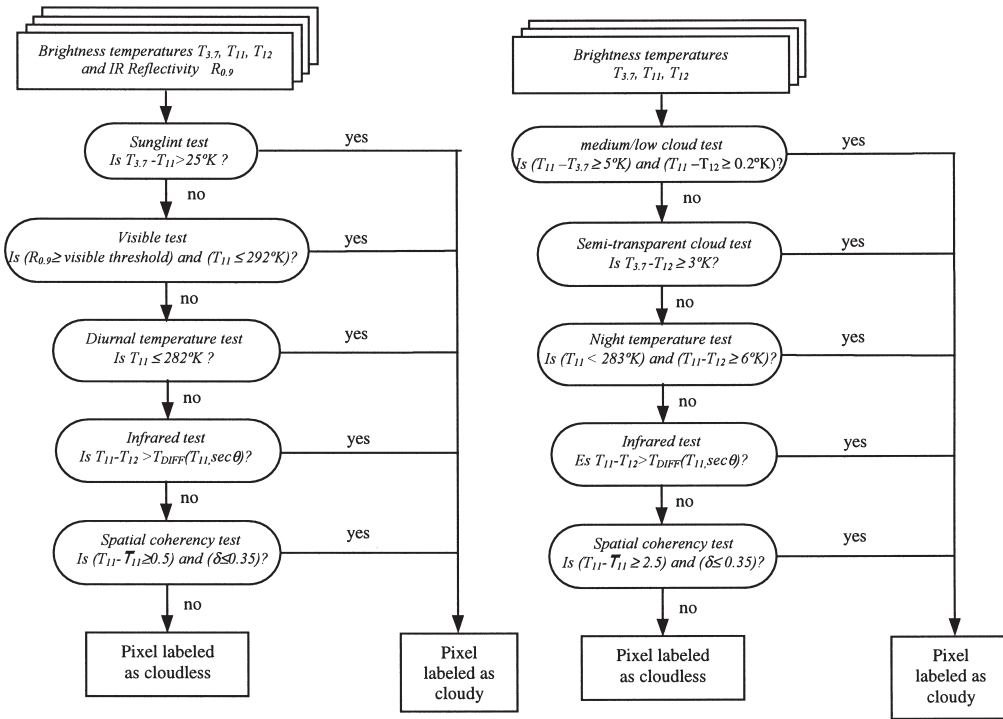 Brightness temperatures T3.7, T11, T12
and IR Reflectivity R0.9
Sunglint test
Is T3.7 -T11>25ºK ?
yes
no
Visible test
Is (R0.9≥ visible threshold) and (T11 ≤ 292ºK)?
yes
no
Diurnal temperature test
Is T11 ≤ 282ºK ?
yes
no
Infrared test
Is T11-T12 >TDIFF(T11,secθ)?
yes
no
Spatial coherency test
Is (T11-T̅11≥0.5) and (δ≤0.35)?
yes
no
Pixel labeled
as cloudless
Pixel
labeled as
cloudy
Brightness temperatures
T3.7, T11, T12
medium/low cloud test
Is (T11 –T3.7 ≥ 5ºK) and (T11 –T12 ≥ 0.2ºK)?
yes
no
Semi-transparent cloud test
Is T3.7-T12 ≥ 3ºK?
yes
no
Night temperature test
Is (T11 < 283ºK) and (T11-T12 ≥ 6ºK)?
yes
no
Infrared test
Es T11-T12>TDIFF(T11,secθ)?
yes
no
Spatial coherency test
Is (T11-T̅11 ≥ 2.5) and (δ≤ 0.35)?
yes
no
Pixel labeled
as cloudless
Pixel
labeled as
cloudy